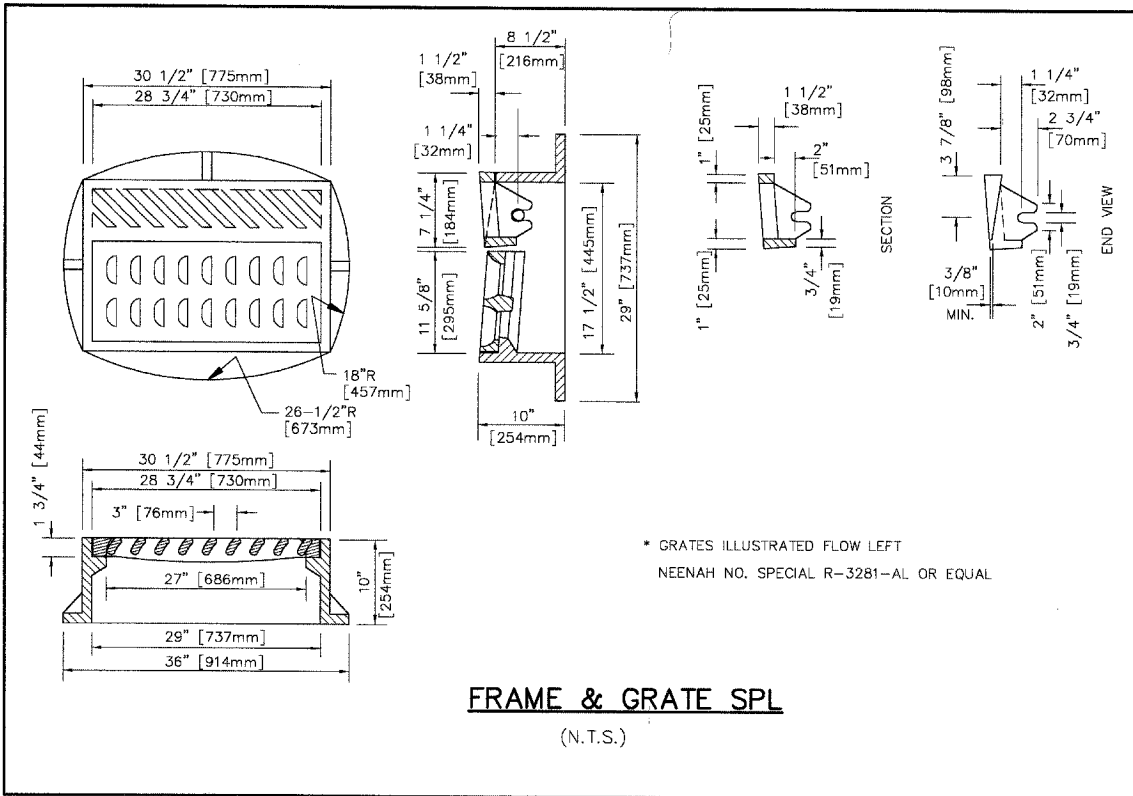 30 1/2" [775mm]
28 3/4" [730mm]
18"R
[457mm]
26-1/2"R
[673mm]
8 1/2"
[216mm]
1 1/2"
[38mm]
1 1/4"
[32mm]
7 1/4"
[184mm]
11 5/8"
[295mm]
17 1/2" [445mm]
29" [737mm]
10"
[254mm]
1" [25mm]
1 1/2"
[38mm]
2"
[51mm]
1" [25mm]
3/4"
[19mm]
SECTION
3 7/8" [98mm]
1 1/4"
[32mm]
2 3/4"
[70mm]
3/8"
[10mm]
MIN.
2" [51mm]
3/4" [19mm]
END VIEW
30 1/2" [775mm]
28 3/4" [730mm]
1 3/4" [44mm]
3" [76mm]
27" [686mm]
10"
[254mm]
29" [737mm]
36" [914mm]
* GRATES ILLUSTRATED FLOW LEFT
NEENAH NO. SPECIAL R-3281-AL OR EQUAL
FRAME & GRATE SPL
(N.T.S.)